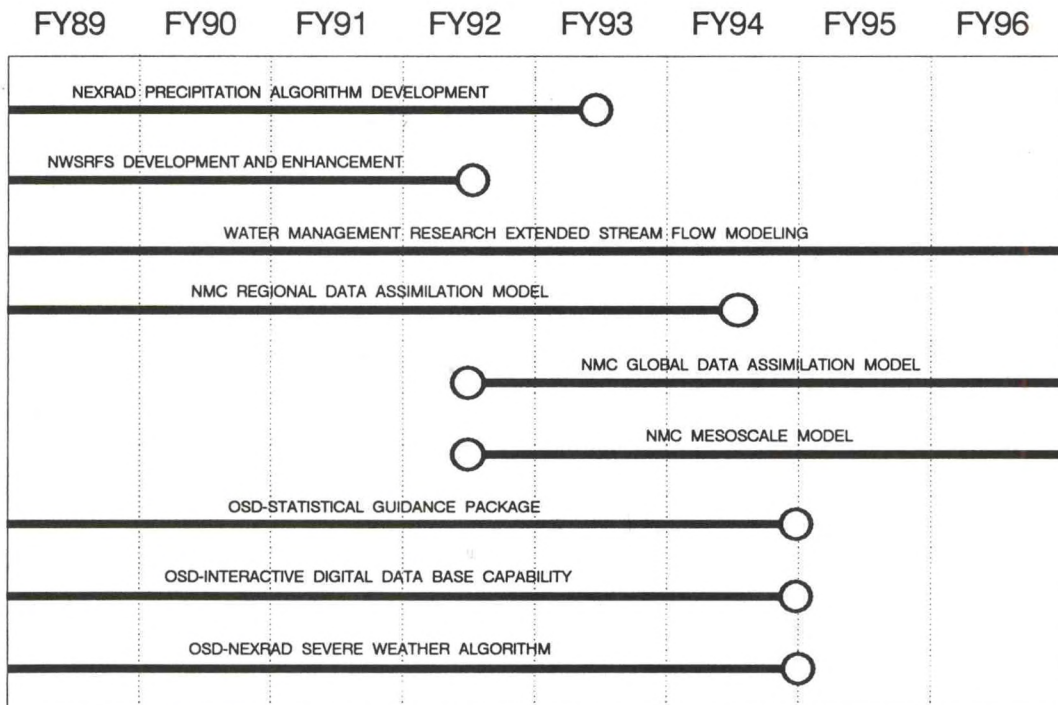 FY89 FY90 FY91 FY92 FY93 FY94 FY95 FY96
NEXRAD PRECIPITATION ALGORITHM DEVELOPMENT
NWSRFS DEVELOPMENT AND ENHANCEMENT
WATER MANAGEMENT RESEARCH EXTENDED STREAM FLOW MODELING
NMC REGIONAL DATA ASSIMILATION MODEL
NMC GLOBAL DATA ASSIMILATION MODEL
NMC MESOSCALE MODEL
OSD-STATISTICAL GUIDANCE PACKAGE
OSD-INTERACTIVE DIGITAL DATA BASE CAPABILITY
OSD-NEXRAD SEVERE WEATHER ALGORITHM